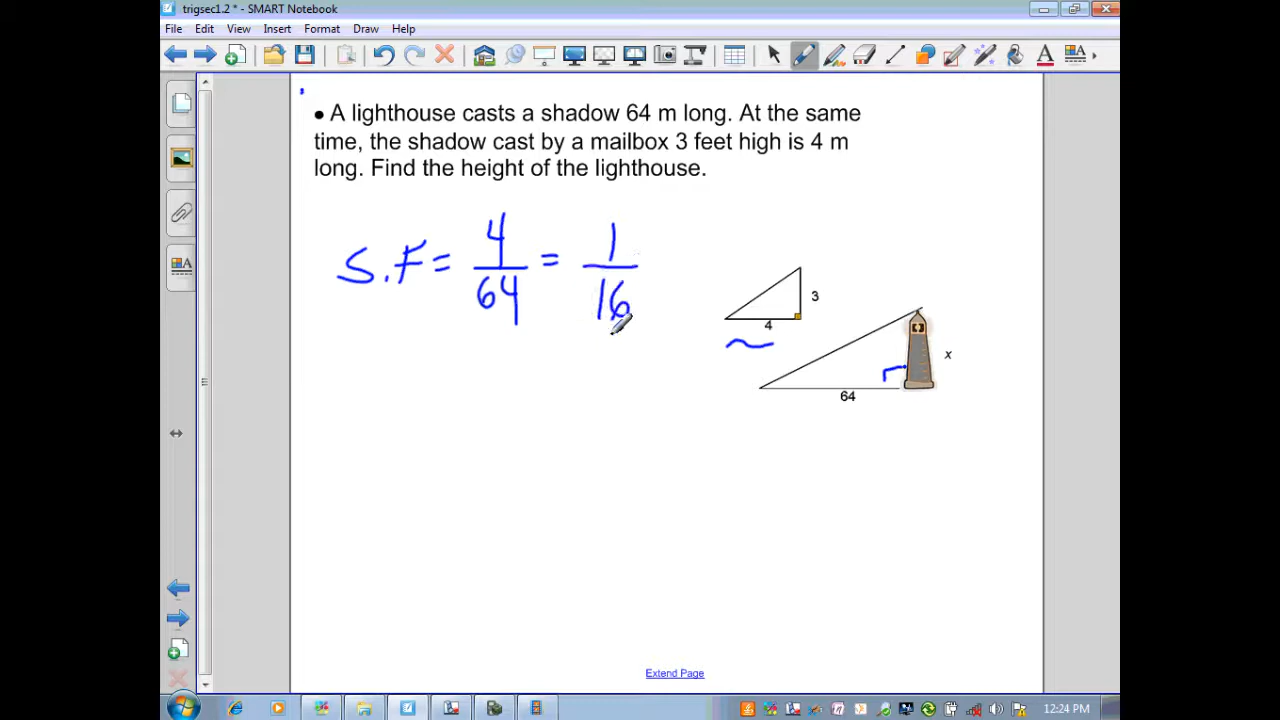 trigsec1.2 * - SMART Notebook
File Edit View Insert Format Draw Help
• A lighthouse casts a shadow 64 m long. At the same
time, the shadow cast by a mailbox 3 feet high is 4 m
long. Find the height of the lighthouse.
S.F = 4/64 = 1/16
3
4
x
64
Extend Page
12:24 PM